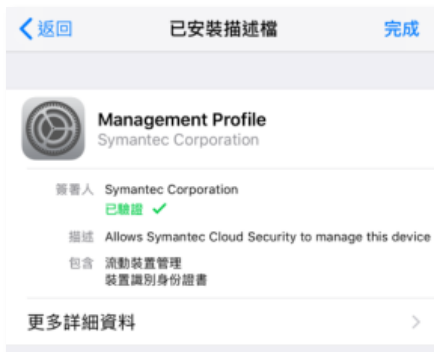 返回
已安裝描述檔
完成
Management Profile
Symantec Corporation
簽署人 Symantec Corporation
已驗證 ✓
描述 Allows Symantec Cloud Security to manage this device
包含 流動裝置管理
裝置識別身份證書
更多詳細資料